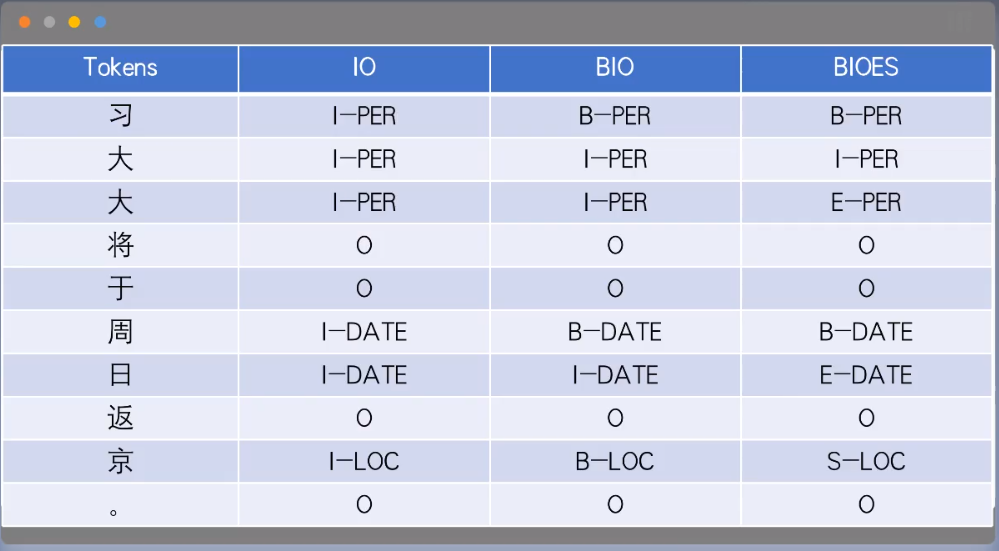 Tokens IO BIO BIOES
习 I-PER B-PER B-PER
大 I-PER I-PER I-PER
大 I-PER I-PER E-PER
将 O O O
于 O O O
周 I-DATE B-DATE B-DATE
日 I-DATE I-DATE E-DATE
返 O O O
京 I-LOC B-LOC S-LOC
。 O O O